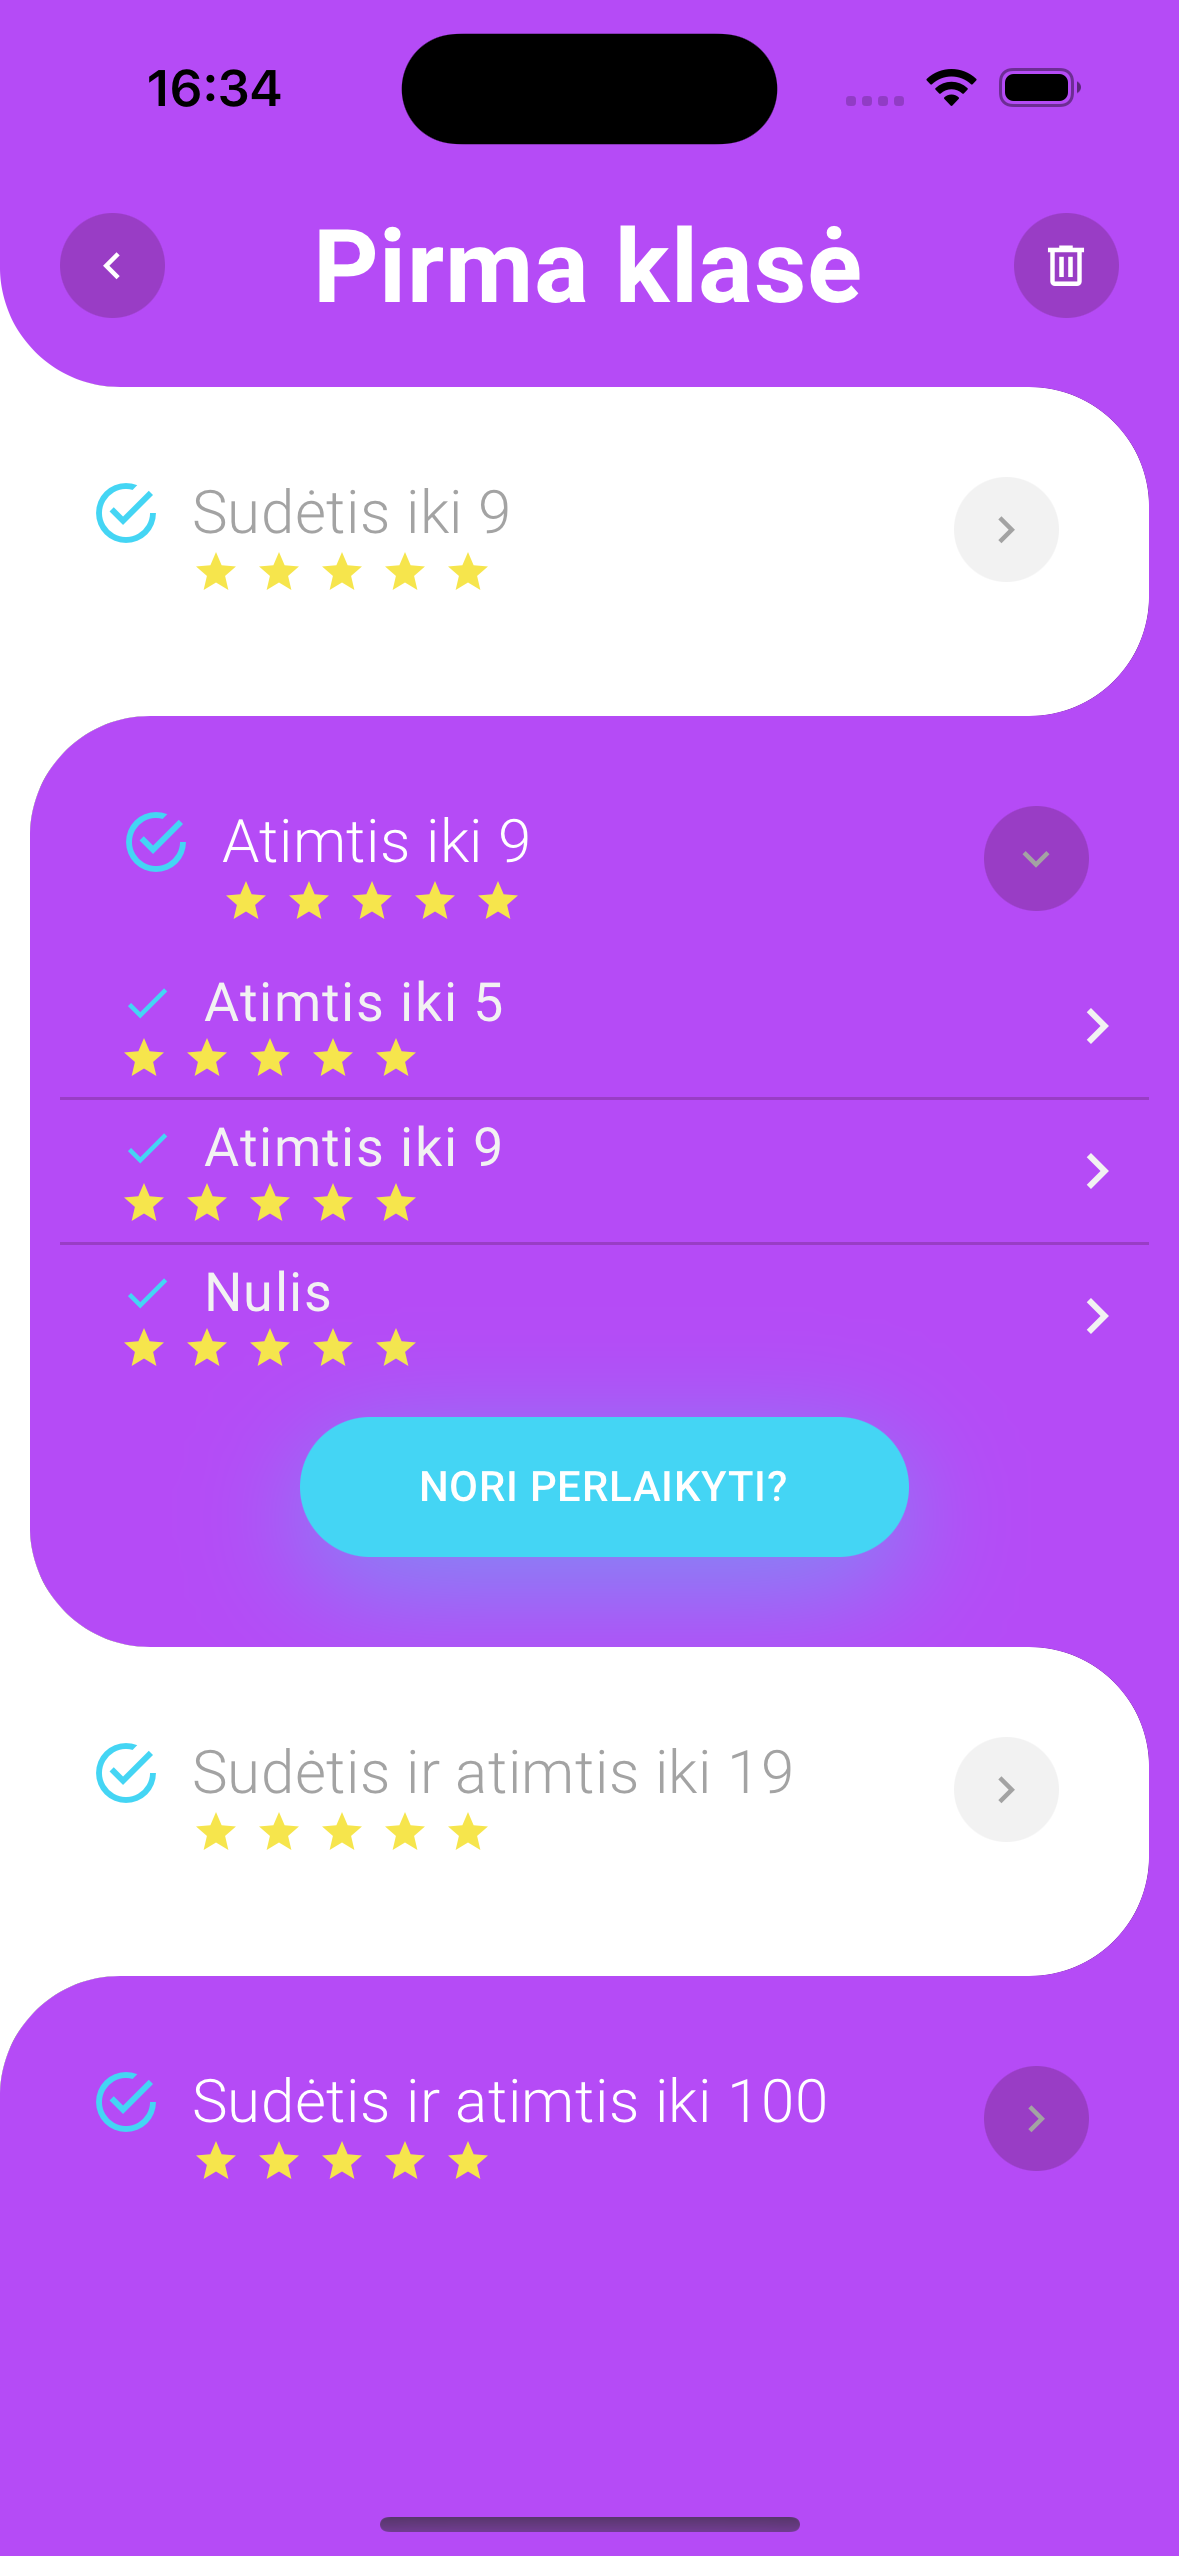 16:34
Pirma klasė
Sudėtis iki 9
Atimtis iki 9
Atimtis iki 5
Atimtis iki 9
Nulis
NORI PERLAIKYTI?
Sudėtis ir atimtis iki 19
Sudėtis ir atimtis iki 100